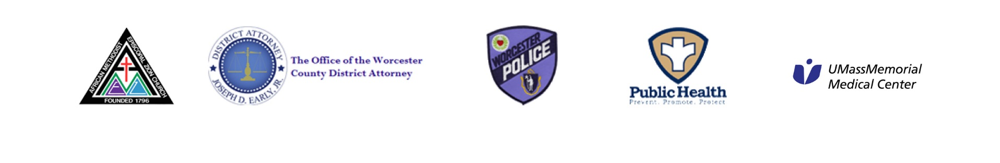 AFRICAN METHODIST
EPISCOPAL ZION CHURCH
FOUNDED 1796
DISTRICT ATTORNEY
JOSEPH D. EARLY, JR.
The Office of the Worcester
County District Attorney
WORCESTER
POLICE
Public Health
Prevent. Promote. Protect
UMassMemorial
Medical Center